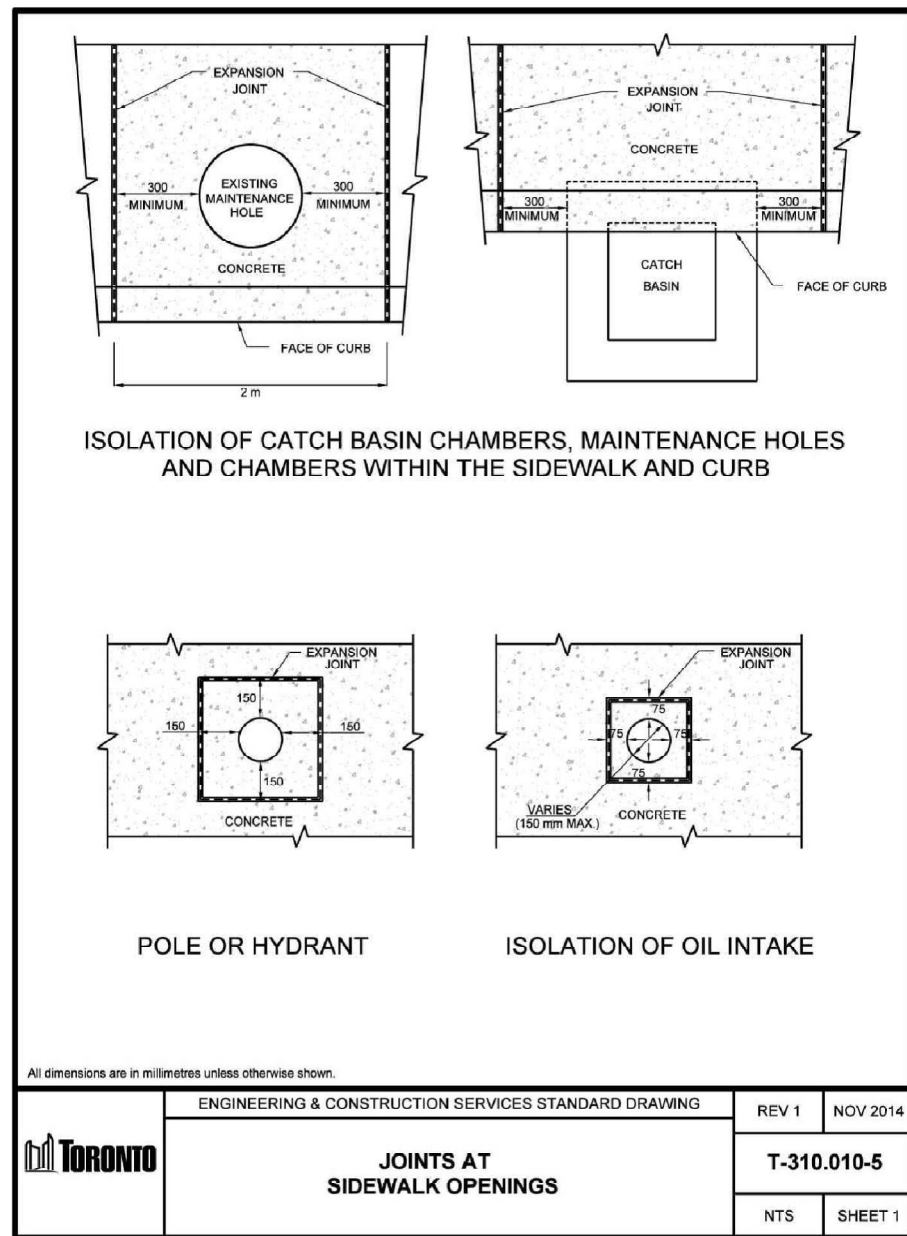 EXPANSION
JOINT
300
MINIMUM
EXISTING
MAINTENANCE
HOLE
300
MINIMUM
CONCRETE
FACE OF CURB
2 m
EXPANSION
JOINT
CONCRETE
300
MINIMUM
300
MINIMUM
CATCH
BASIN
FACE OF CURB
ISOLATION OF CATCH BASIN CHAMBERS, MAINTENANCE HOLES
AND CHAMBERS WITHIN THE SIDEWALK AND CURB
EXPANSION
JOINT
150
150
150
150
CONCRETE
POLE OR HYDRANT
EXPANSION
JOINT
75
75
75
75
VARIES
(150 mm MAX.)
CONCRETE
ISOLATION OF OIL INTAKE
All dimensions are in millimetres unless otherwise shown.
TORONTO
ENGINEERING & CONSTRUCTION SERVICES STANDARD DRAWING
JOINTS AT
SIDEWALK OPENINGS
REV 1
NOV 2014
T-310.010-5
NTS
SHEET 1